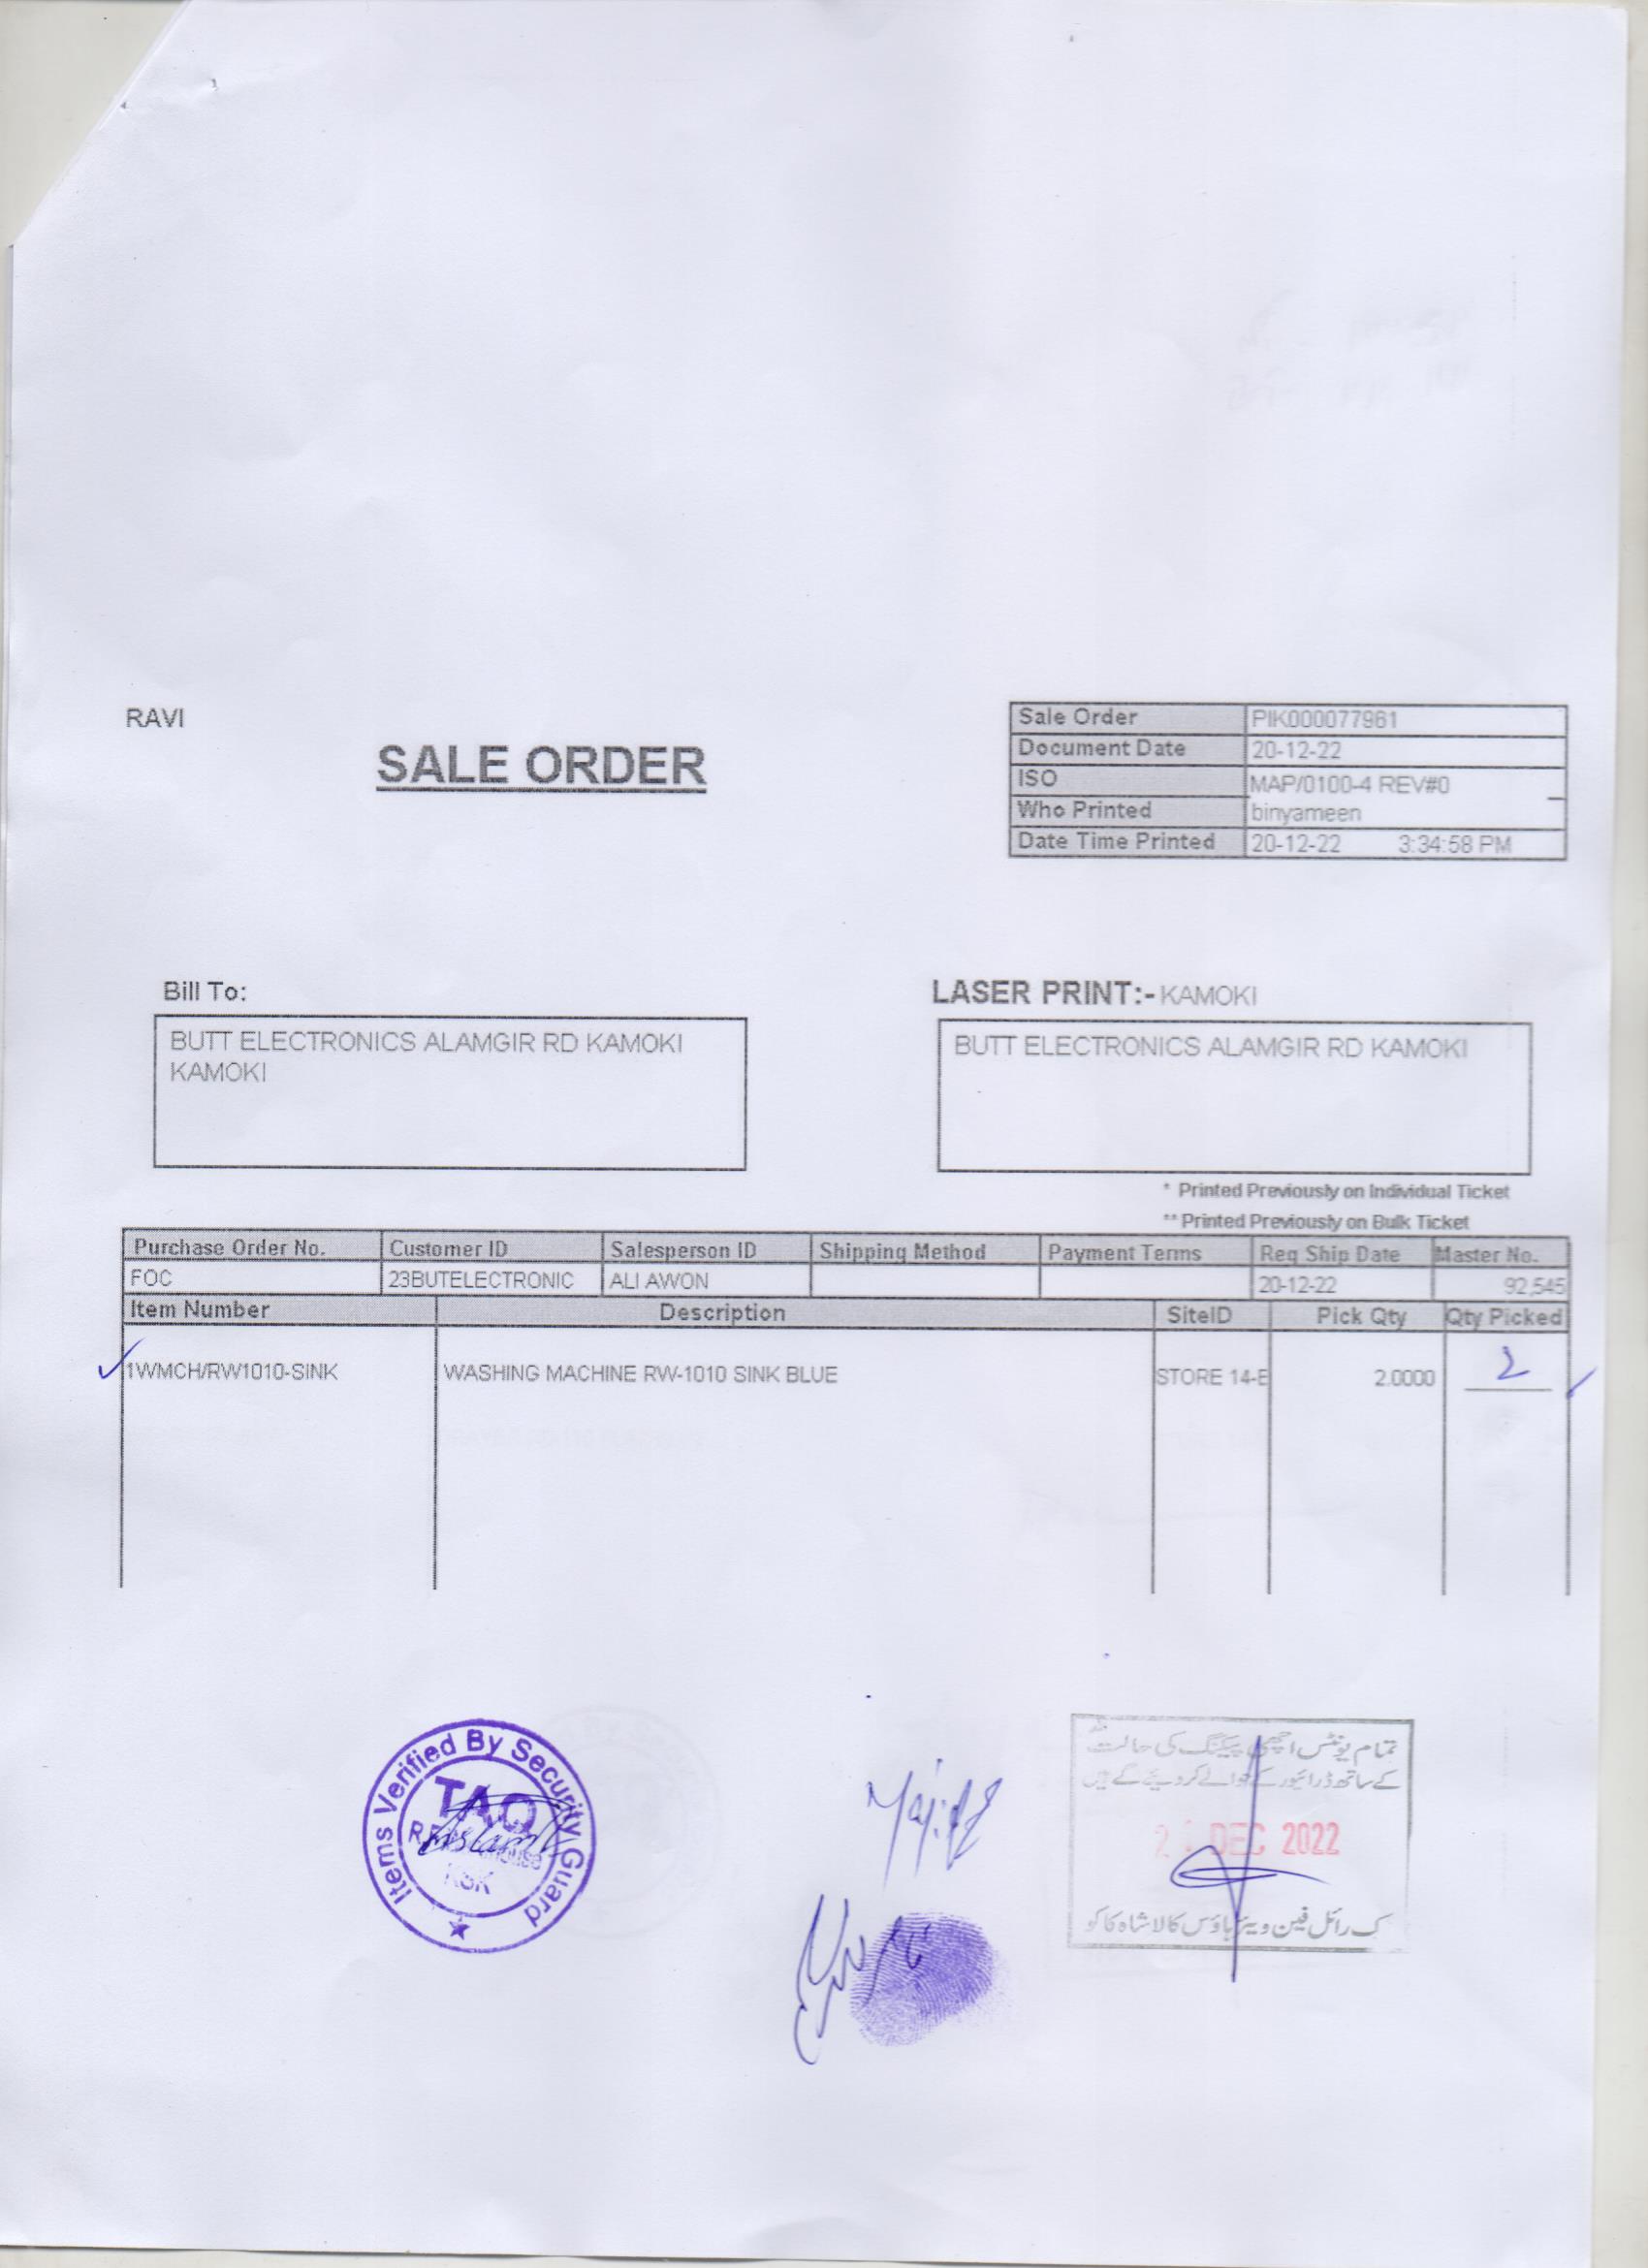 RAVI
SALE ORDER
Sale Order PIK000077961
Document Date 20-12-22
ISO MAP/0100-4 REV#0
Who Printed binyameen
Date Time Printed 20-12-22 3:34:58 PM
Bill To:
BUTT ELECTRONICS ALAMGIR RD KAMOKI
KAMOKI
LASER PRINT:- KAMOKI
BUTT ELECTRONICS ALAMGIR RD KAMOKI
* Printed Previously on Individual Ticket
** Printed Previously on Bulk Ticket
Purchase Order No. Customer ID Salesperson ID Shipping Method Payment Terms Req Ship Date Master No.
FOC 23BUTELECTRONIC ALI AWON 20-12-22 92,545
Item Number Description SiteID Pick Qty Qty Picked
1WMCH/RW1010-SINK WASHING MACHINE RW-1010 SINK BLUE STORE 14-E 2.0000 2
Items Verified By Security Guard
TAQ
Aslam
KSK
Majid
تمام یونٹس اچھی پیکنگ کی حالت
کے ساتھ ڈرائیور کے حوالے کر دیئے گئے ہیں
DEC 2022
رائل فین ویئر ہاؤس کالا شاہ کاکو